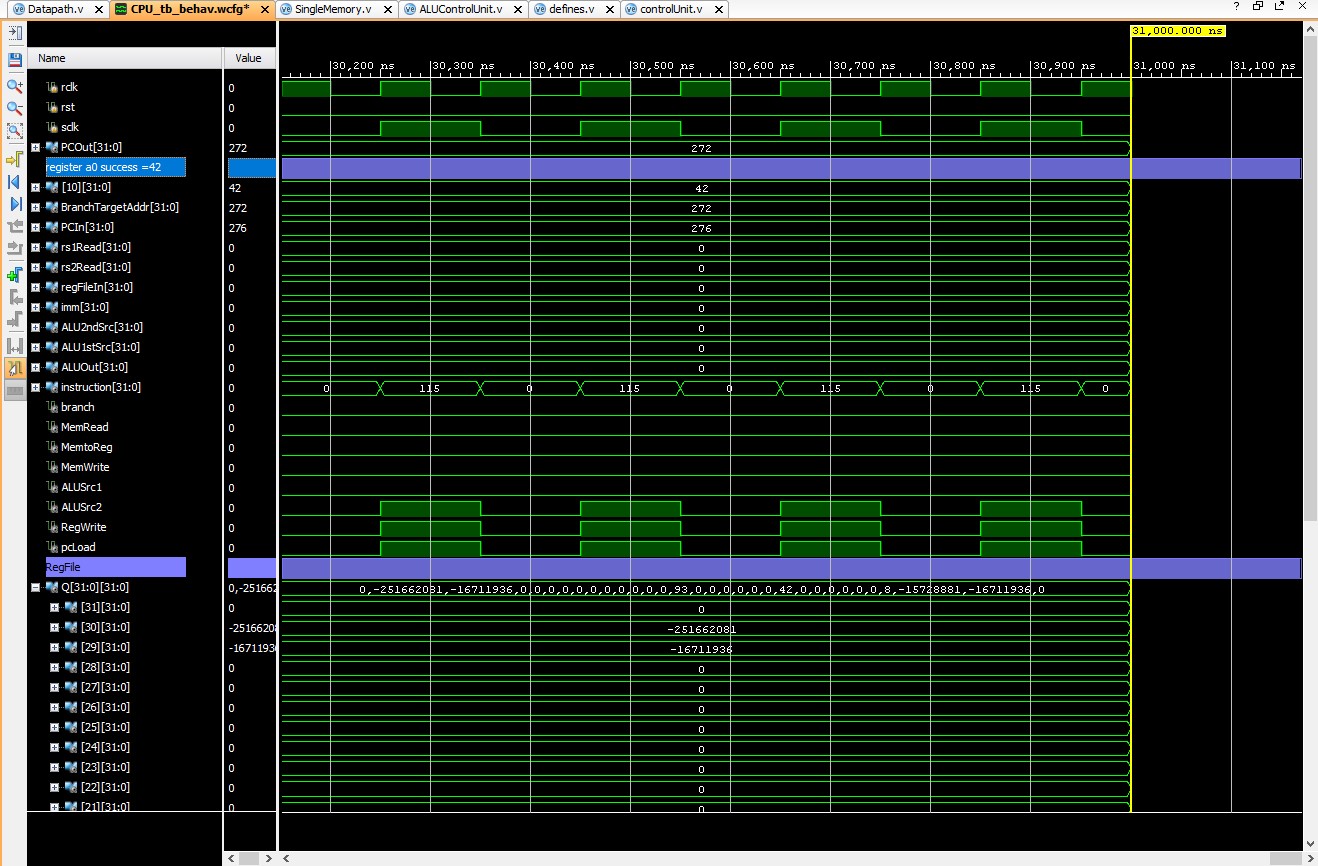 Datapath.v CPU_tb_behav.wcfg* SingleMemory.v ALUControlUnit.v defines.v controlUnit.v
31,000.000 ns
Name Value
30,200 ns 30,300 ns 30,400 ns 30,500 ns 30,600 ns 30,700 ns 30,800 ns 30,900 ns 31,000 ns 31,100 ns
rclk 0
rst 0
sclk 0
PCOut[31:0] 272 272
register a0 success =42
[10][31:0] 42 42
BranchTargetAddr[31:0] 272 272
PCIn[31:0] 276 276
rs1Read[31:0] 0 0
rs2Read[31:0] 0 0
regFileIn[31:0] 0 0
imm[31:0] 0 0
ALU2ndSrc[31:0] 0 0
ALU1stSrc[31:0] 0 0
ALUOut[31:0] 0 0
instruction[31:0] 0 0 115 0 115 0 115 0 115 0
branch 0
MemRead 0
MemtoReg 0
MemWrite 0
ALUSrc1 0
ALUSrc2 0
RegWrite 0
pcLoad 0
RegFile
Q[31:0][31:0] 0,-251662 0,-251662081,-16711936,0,0,0,0,0,0,0,0,0,0,0,93,0,0,0,0,0,0,42,0,0,0,0,0,0,8,-15728881,-16711936,0
[31][31:0] 0 0
[30][31:0] -25166208 -251662081
[29][31:0] -1671193 -16711936
[28][31:0] 0 0
[27][31:0] 0 0
[26][31:0] 0 0
[25][31:0] 0 0
[24][31:0] 0 0
[23][31:0] 0 0
[22][31:0] 0 0
[21][31:0] 0 0